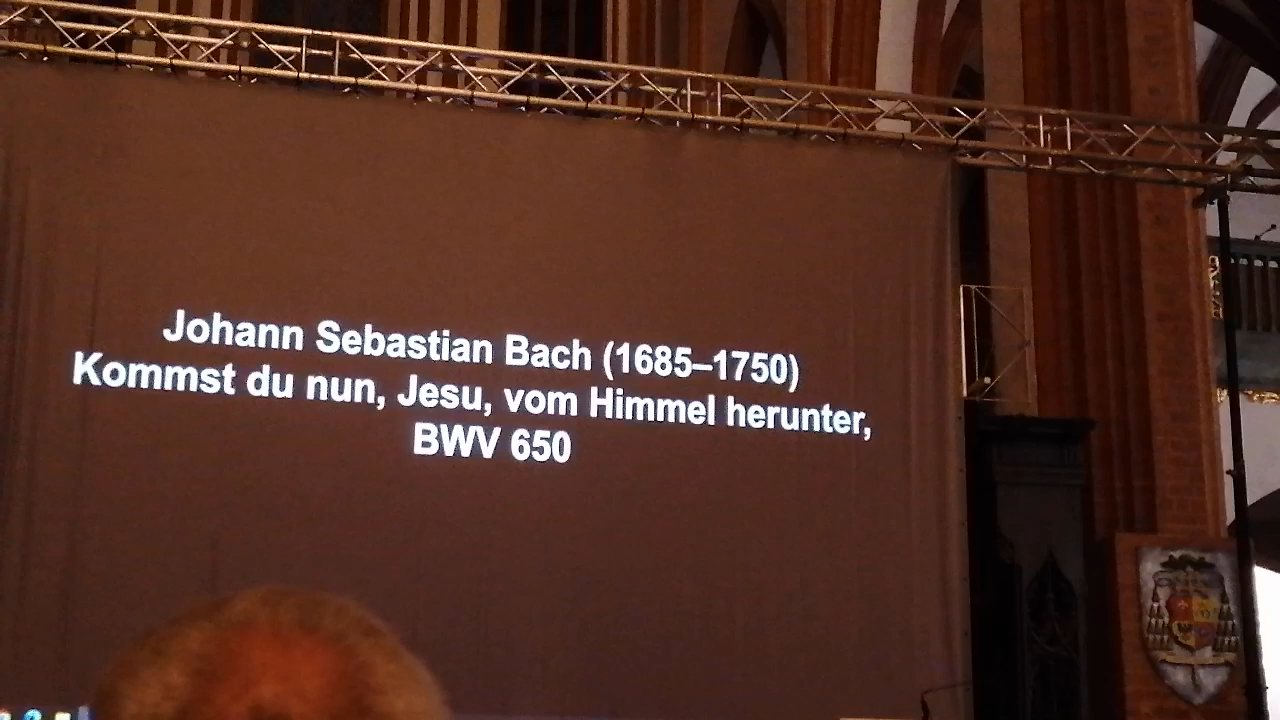 Johann Sebastian Bach (1685–1750)
Kommst du nun, Jesu, vom Himmel herunter,
BWV 650